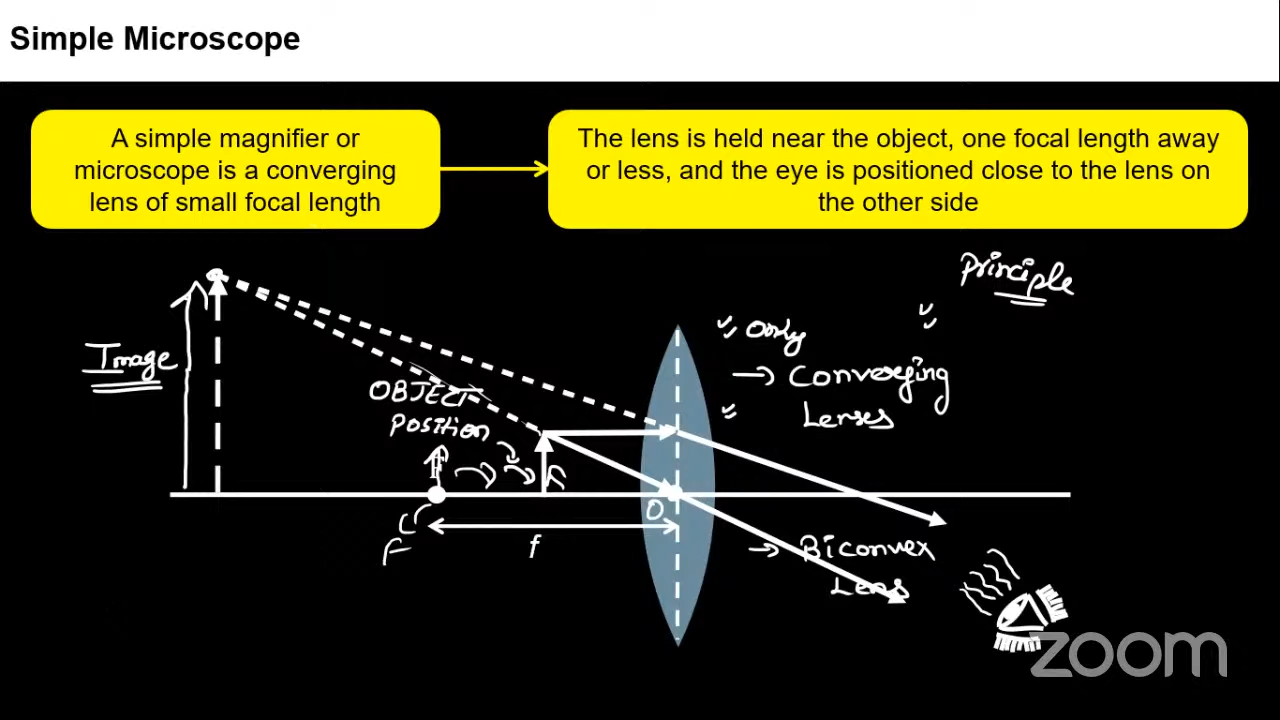 Simple Microscope
A simple magnifier or
microscope is a converging
lens of small focal length
The lens is held near the object, one focal length away
or less, and the eye is positioned close to the lens on
the other side
Principle
Only
→ Converging
Lenses
Image
OBJECT
Position
F
f
O
→ Biconvex
Lens
zoom